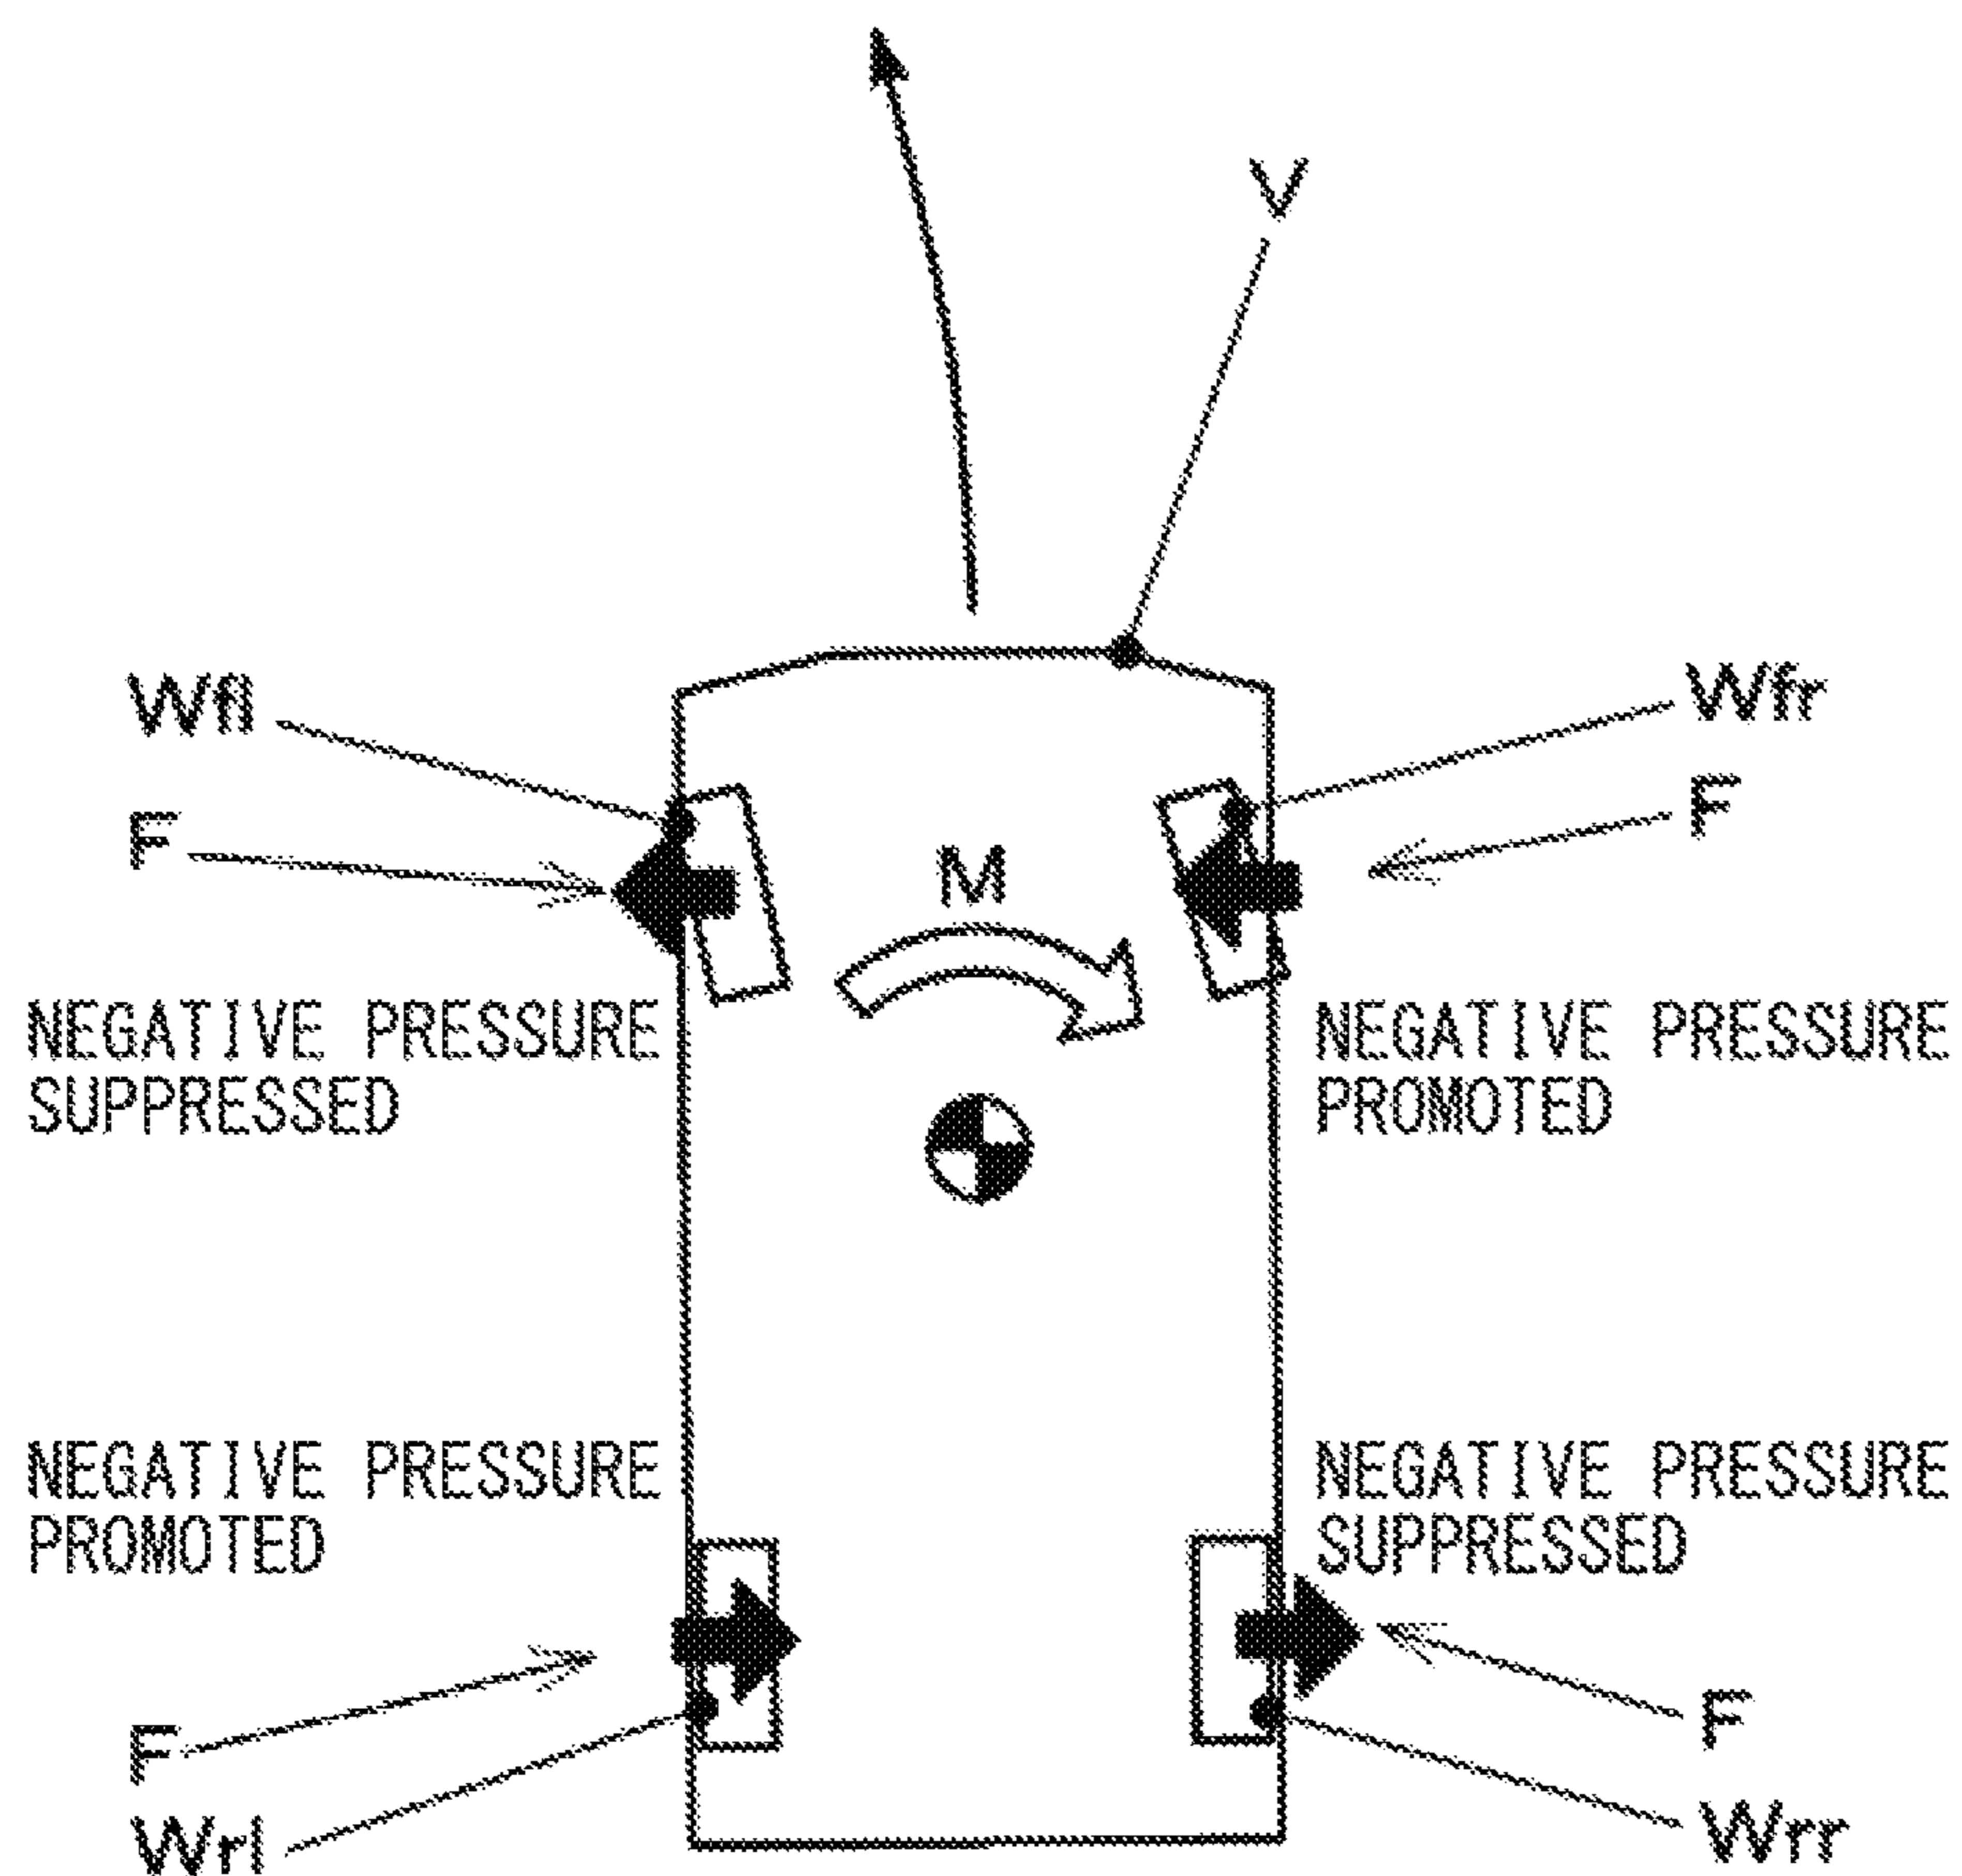 V
Wfl
Wfr
F
F
M
NEGATIVE PRESSURE
SUPPRESSED
NEGATIVE PRESSURE
PROMOTED
NEGATIVE PRESSURE
PROMOTED
NEGATIVE PRESSURE
SUPPRESSED
F
F
Wrl
Wrr